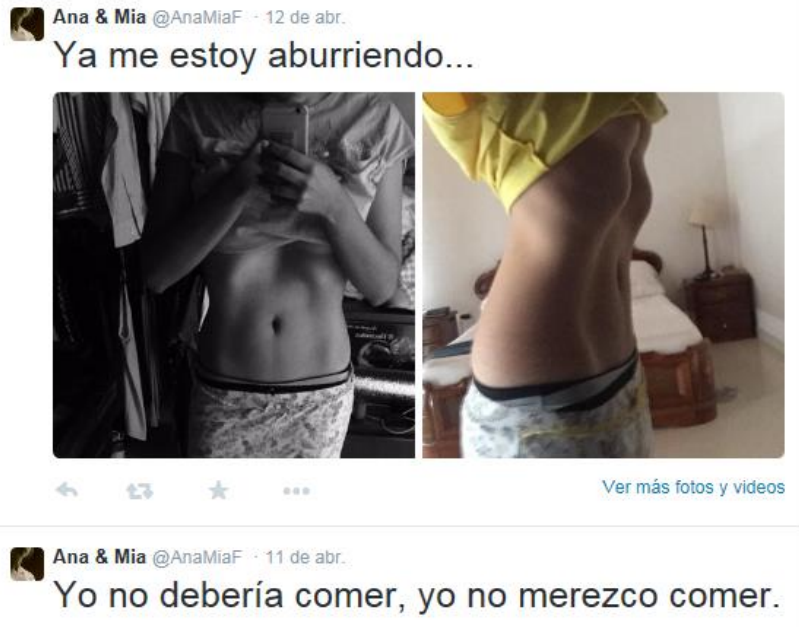 Ana & Mia @AnaMiaF · 12 de abr.
Ya me estoy aburriendo...
Ver más fotos y videos
Ana & Mia @AnaMiaF · 11 de abr.
Yo no debería comer, yo no merezco comer.